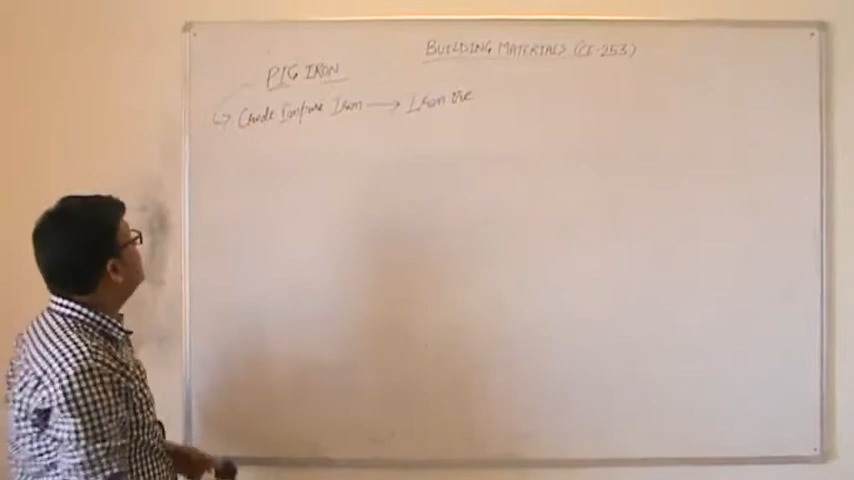 BUILDING MATERIALS (CE-253)
PIG IRON
↳ Crude Impure Iron → Iron Ore